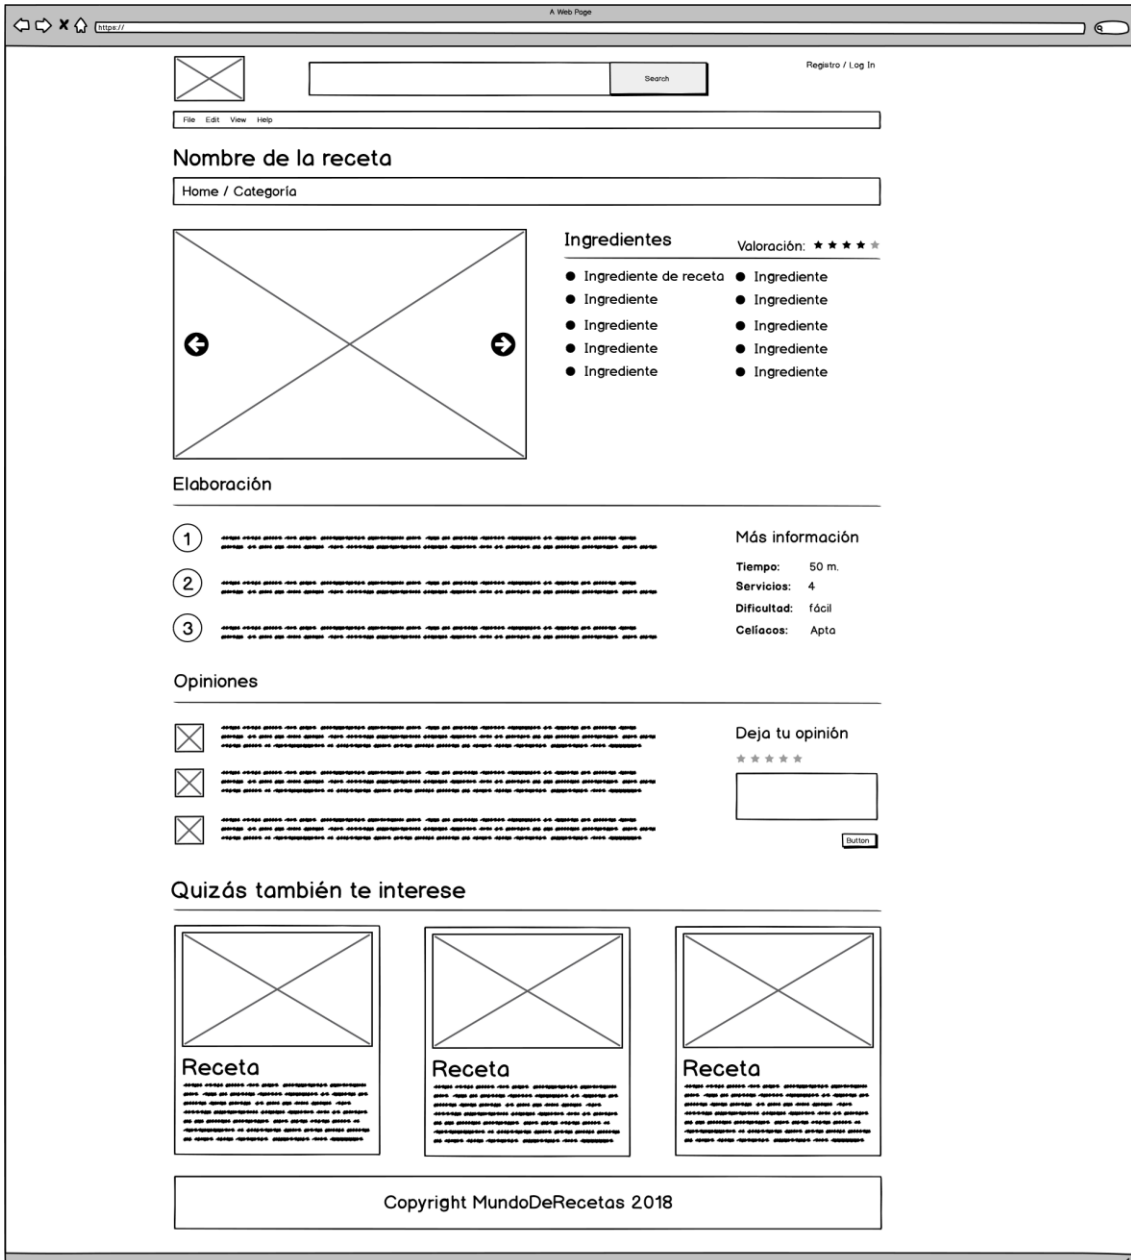 A Web Page
https://
Search
Registro / Log In
File Edit View Help
Nombre de la receta
Home / Categoría
Ingredientes
Valoración:
Ingrediente de receta
Ingrediente
Ingrediente
Ingrediente
Ingrediente
Ingrediente
Ingrediente
Ingrediente
Ingrediente
Ingrediente
Elaboración
1
2
3
Más información
Tiempo: 50 m.
Servicios: 4
Dificultad: fácil
Celíacos: Apta
Opiniones
Deja tu opinión
Button
Quizás también te interese
Receta
Receta
Receta
Copyright MundoDeRecetas 2018